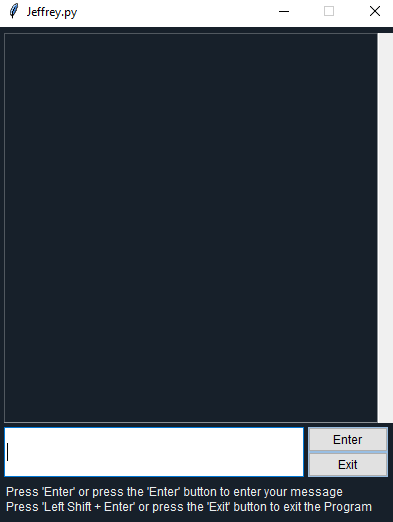 Jeffrey.py
Enter
Exit
Press 'Enter' or press the 'Enter' button to enter your message
Press 'Left Shift + Enter' or press the 'Exit' button to exit the Program